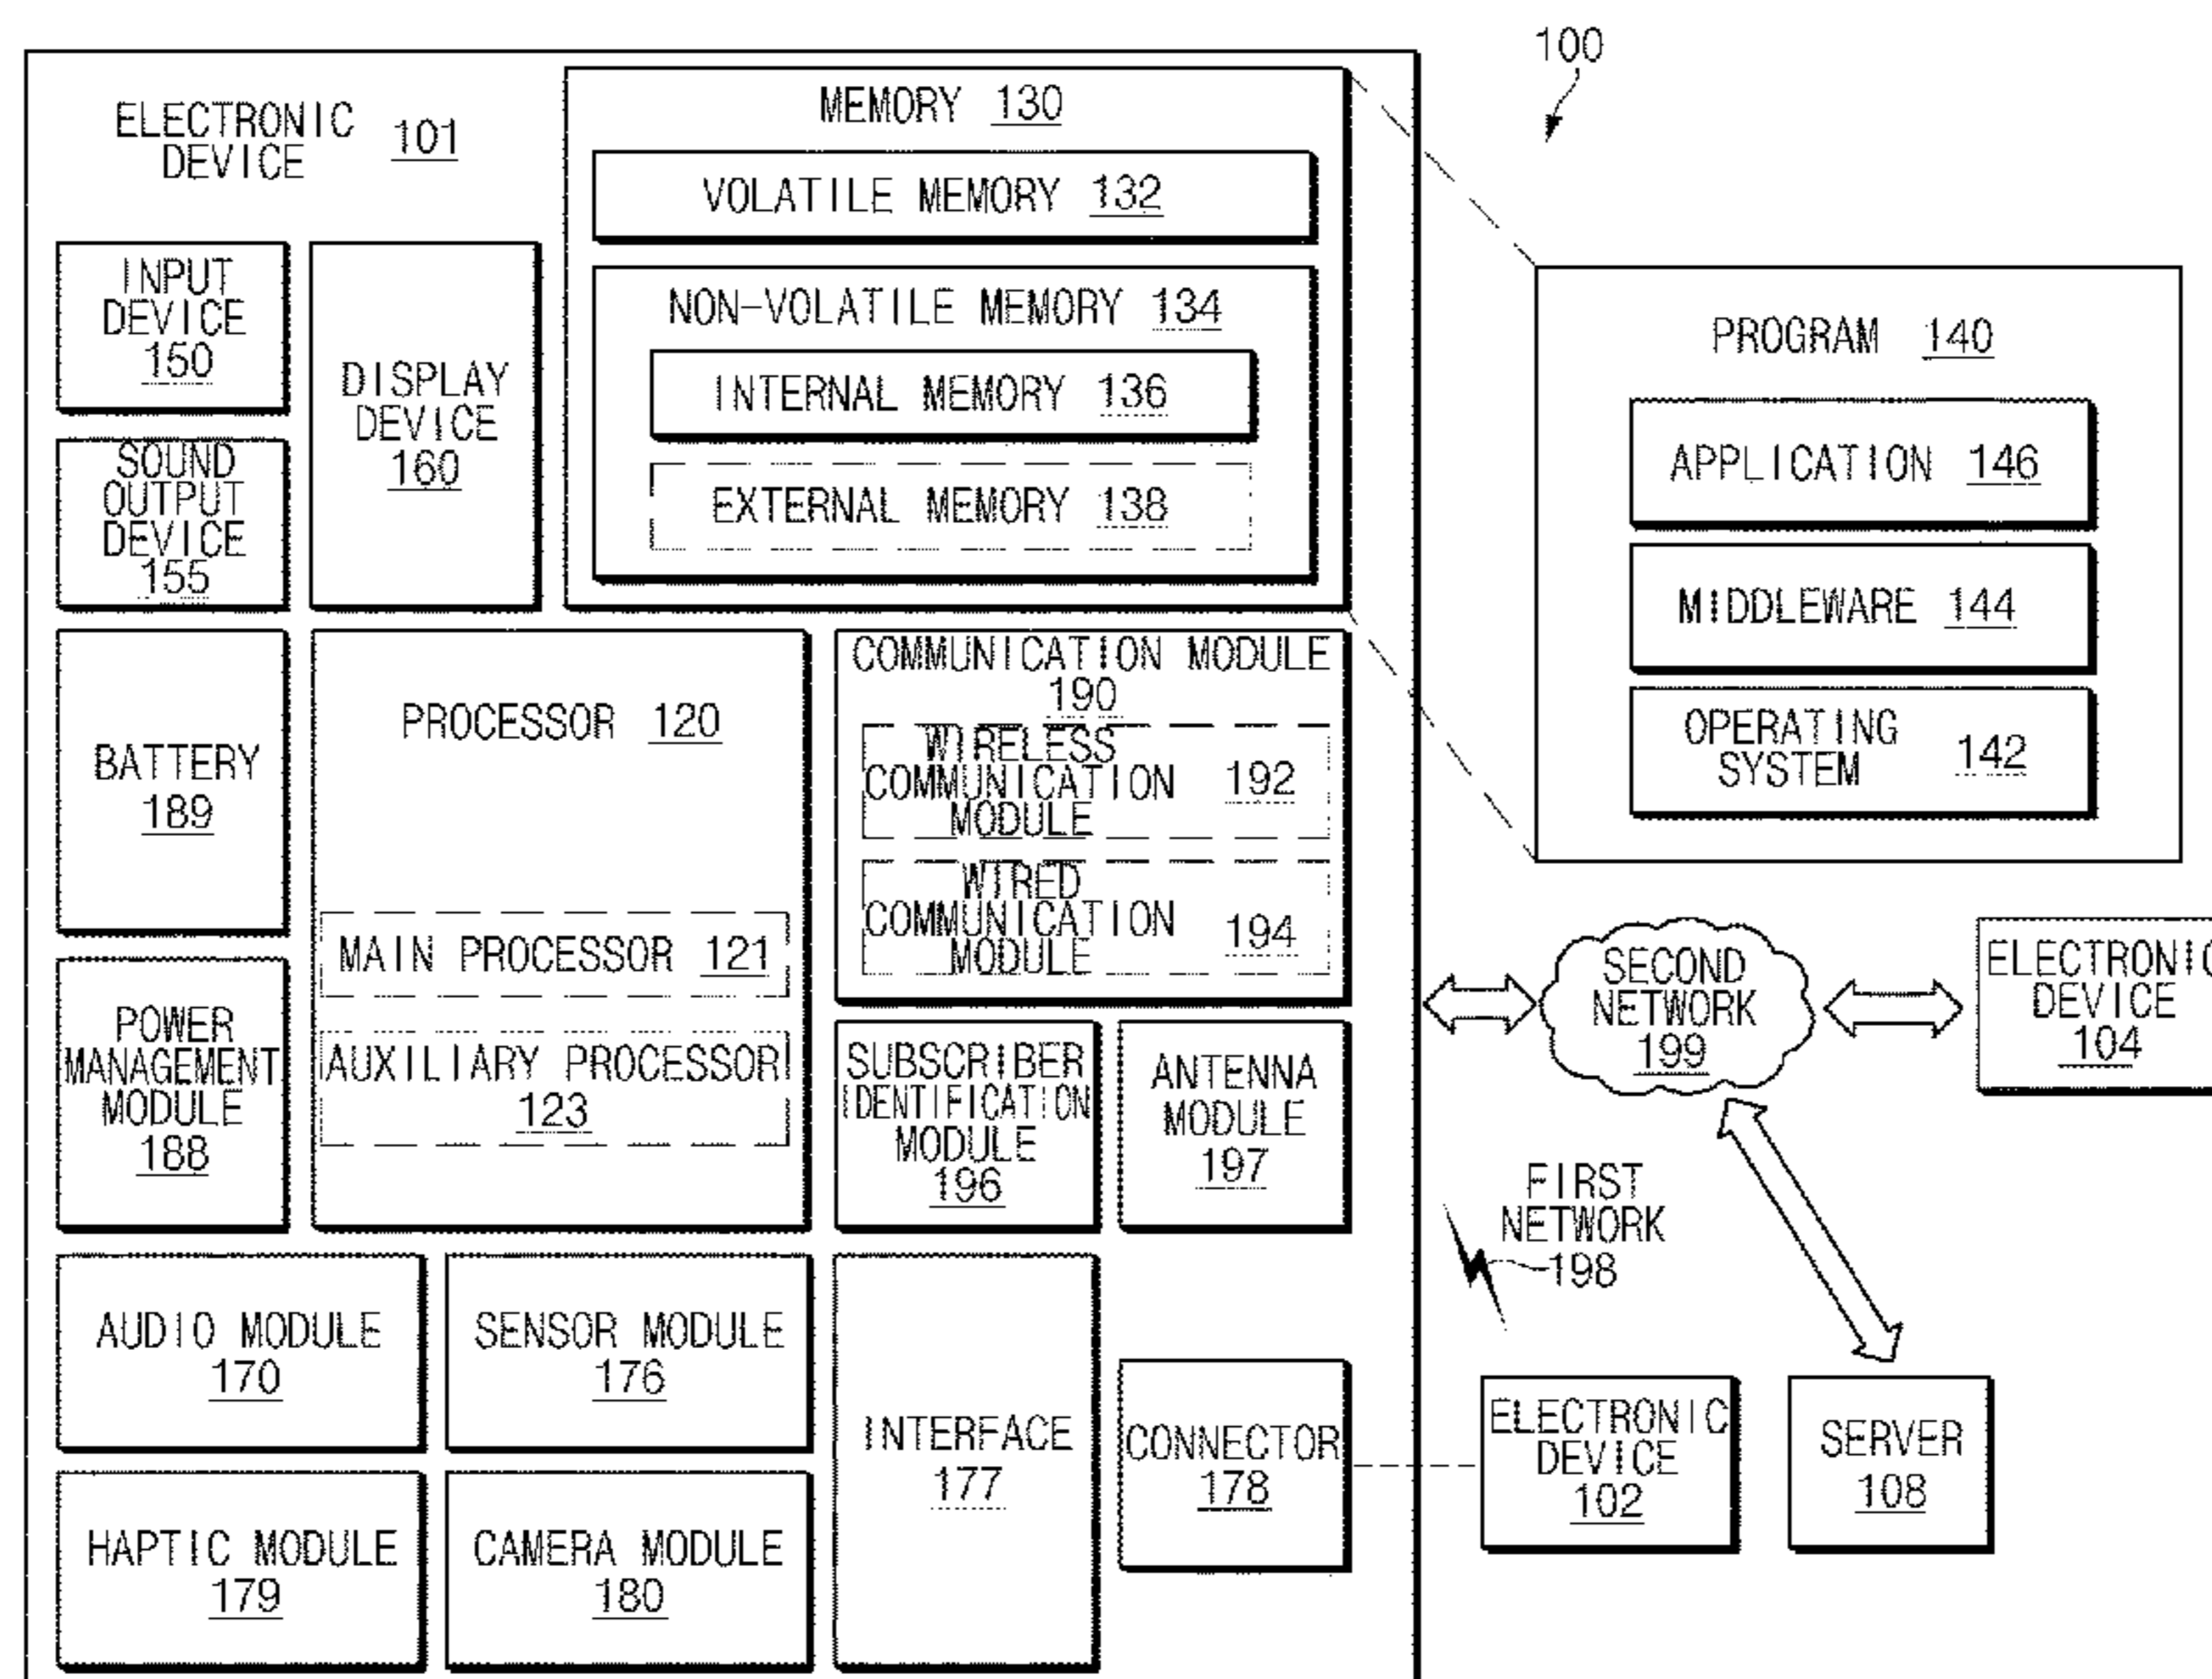 100
ELECTRONIC
DEVICE 101
MEMORY 130
VOLATILE MEMORY 132
NON-VOLATILE MEMORY 134
INTERNAL MEMORY 136
EXTERNAL MEMORY 138
INPUT
DEVICE
150
SOUND
OUTPUT
DEVICE
155
DISPLAY
DEVICE
160
PROGRAM 140
APPLICATION 146
MIDDLEWARE 144
OPERATING
SYSTEM 142
BATTERY
189
POWER
MANAGEMENT
MODULE
188
PROCESSOR 120
MAIN PROCESSOR 121
AUXILIARY PROCESSOR
123
COMMUNICATION MODULE
190
WIRELESS
COMMUNICATION 192
MODULE
WIRED
COMMUNICATION 194
MODULE
SUBSCRIBER
IDENTIFICATION
MODULE
196
ANTENNA
MODULE
197
SECOND
NETWORK
199
ELECTRONIC
DEVICE
104
FIRST
NETWORK
198
AUDIO MODULE
170
SENSOR MODULE
176
HAPTIC MODULE
179
CAMERA MODULE
180
INTERFACE
177
CONNECTOR
178
ELECTRONIC
DEVICE
102
SERVER
108